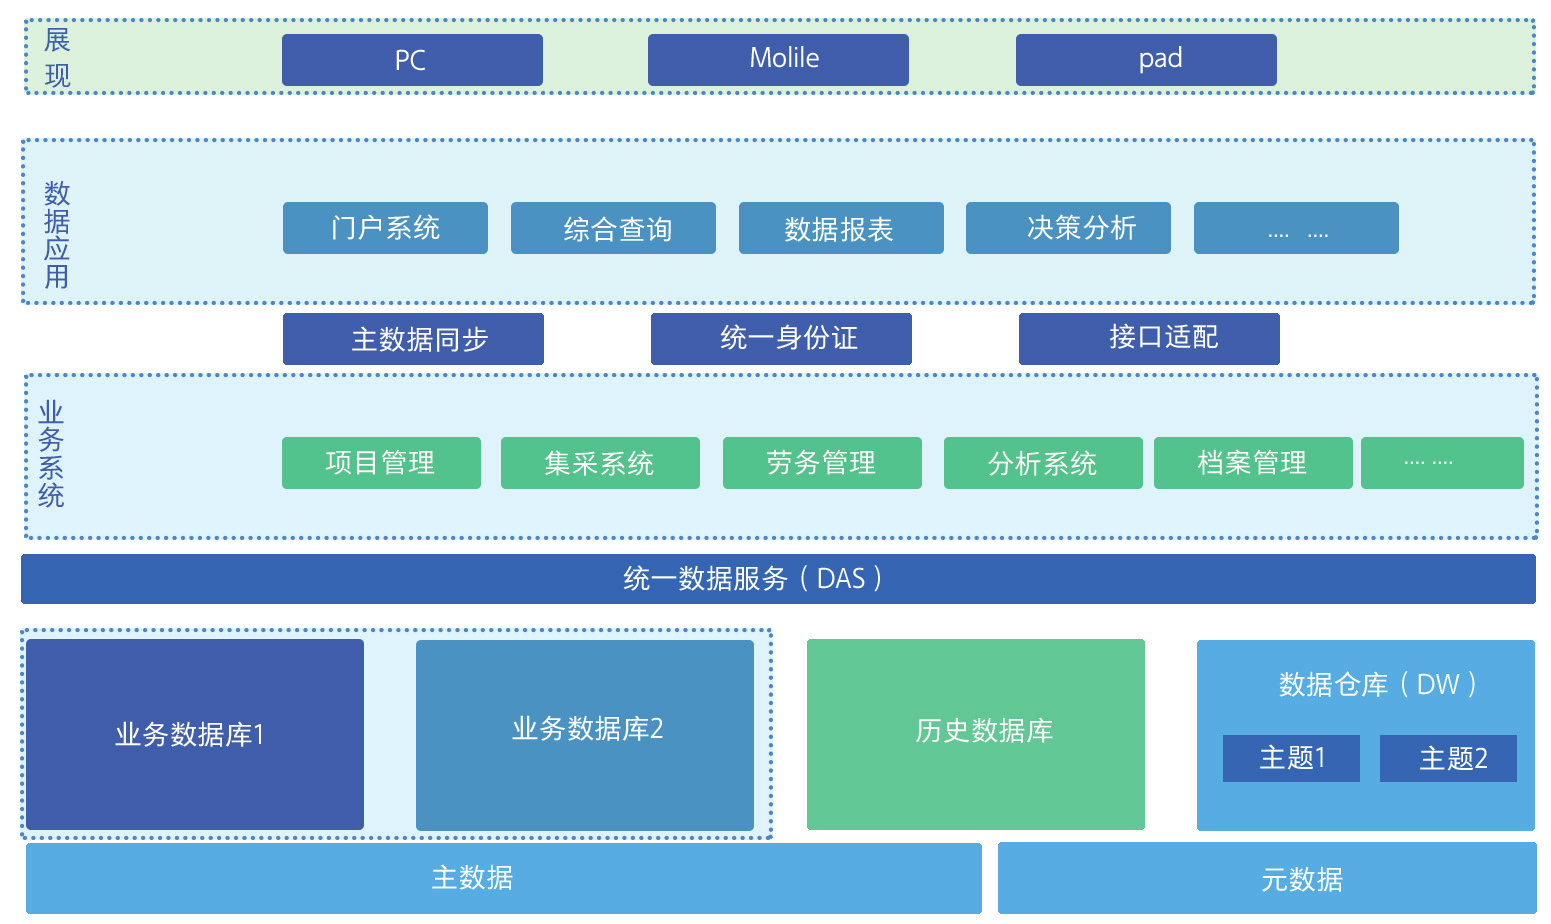 展现
PC
Molile
pad
数据应用
门户系统
综合查询
数据报表
决策分析
.... ....
主数据同步
统一身份证
接口适配
业务系统
项目管理
集采系统
劳务管理
分析系统
档案管理
.... ....
统一数据服务（DAS）
业务数据库1
业务数据库2
历史数据库
数据仓库（DW）
主题1
主题2
主数据
元数据